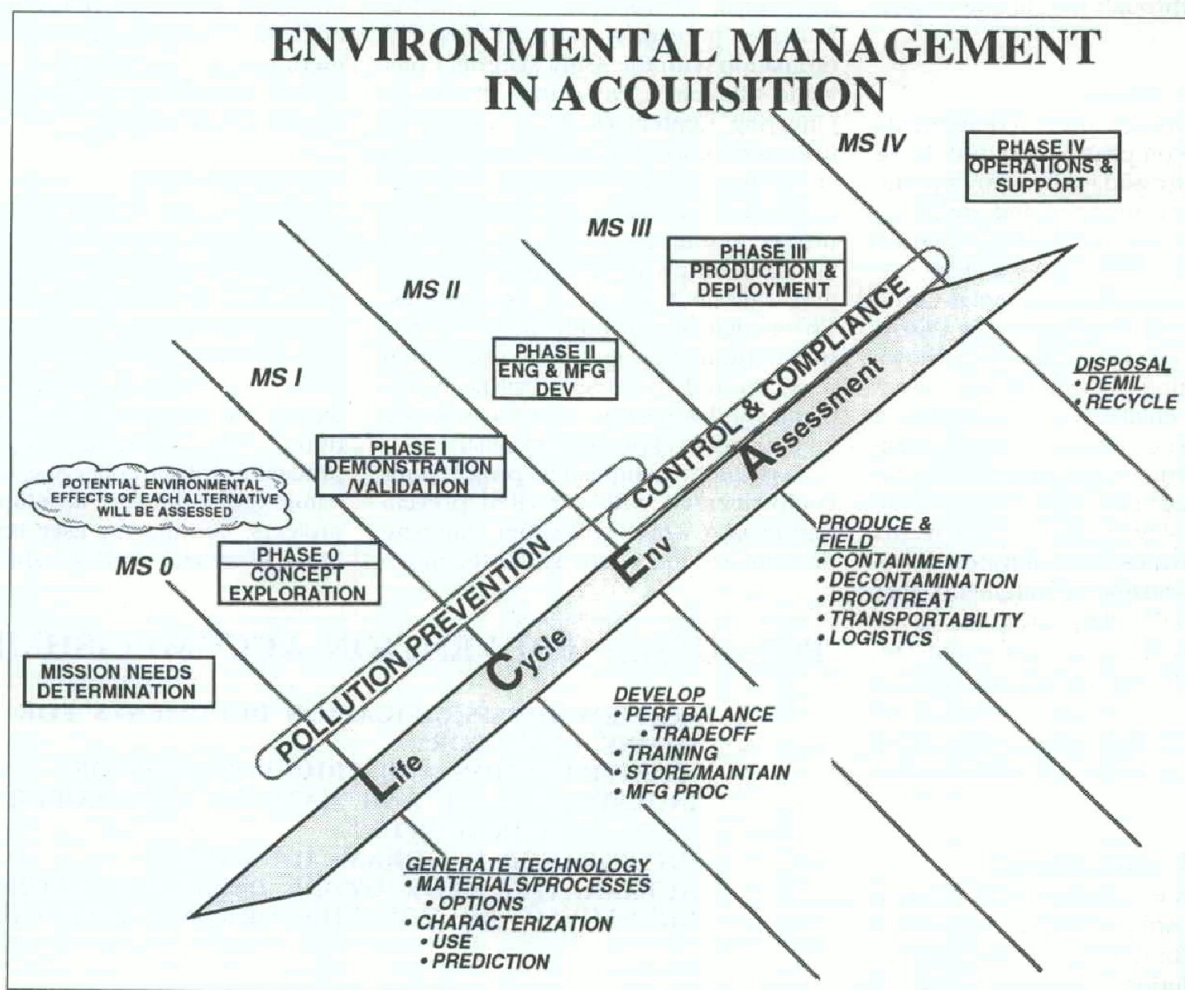 ENVIRONMENTAL MANAGEMENT
IN ACQUISITION
MS IV
PHASE IV
OPERATIONS &
SUPPORT
MS III
PHASE III
PRODUCTION &
DEPLOYMENT
MS II
PHASE II
ENG & MFG
DEV
MS I
PHASE I
DEMONSTRATION
/VALIDATION
POTENTIAL ENVIRONMENTAL
EFFECTS OF EACH ALTERNATIVE
WILL BE ASSESSED
MS 0
PHASE 0
CONCEPT
EXPLORATION
MISSION NEEDS
DETERMINATION
POLLUTION PREVENTION
CONTROL & COMPLIANCE
Life Cycle Env Assessment
GENERATE TECHNOLOGY
• MATERIALS/PROCESSES
• OPTIONS
• CHARACTERIZATION
• USE
• PREDICTION
DEVELOP
• PERF BALANCE
• TRADEOFF
• TRAINING
• STORE/MAINTAIN
• MFG PROC
PRODUCE &
FIELD
• CONTAINMENT
• DECONTAMINATION
• PROC/TREAT
• TRANSPORTABILITY
• LOGISTICS
DISPOSAL
• DEMIL
• RECYCLE